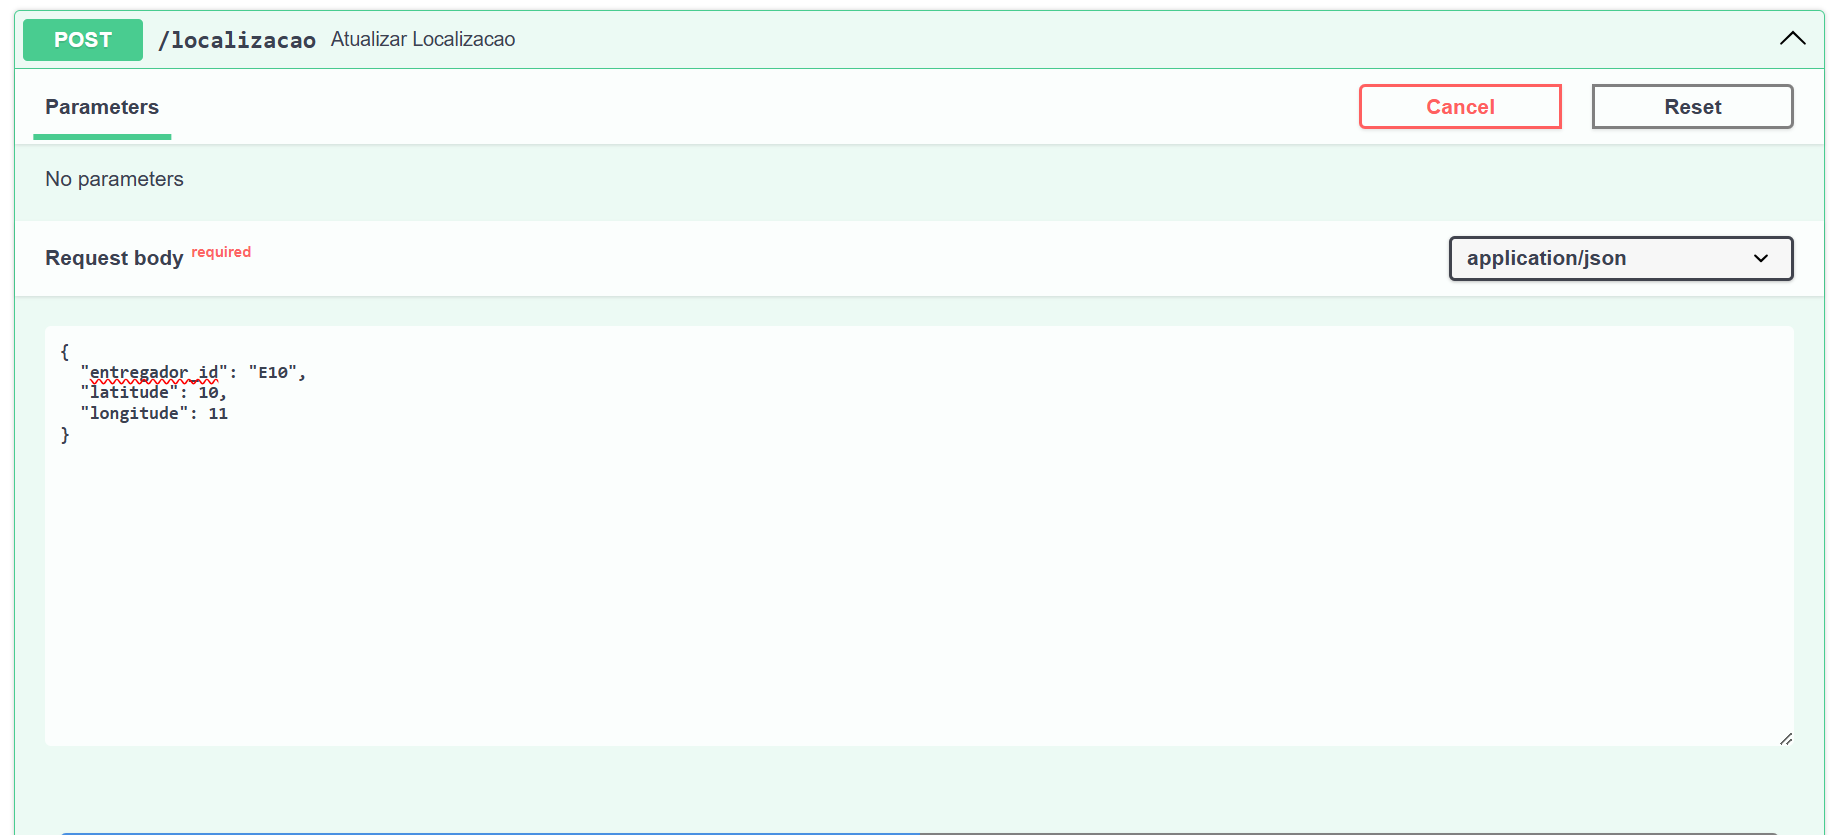 POST /localizacao Atualizar Localizacao
Parameters
Cancel
Reset
No parameters
Request body required
application/json
{
  "entregador_id": "E10",
  "latitude": 10,
  "longitude": 11
}